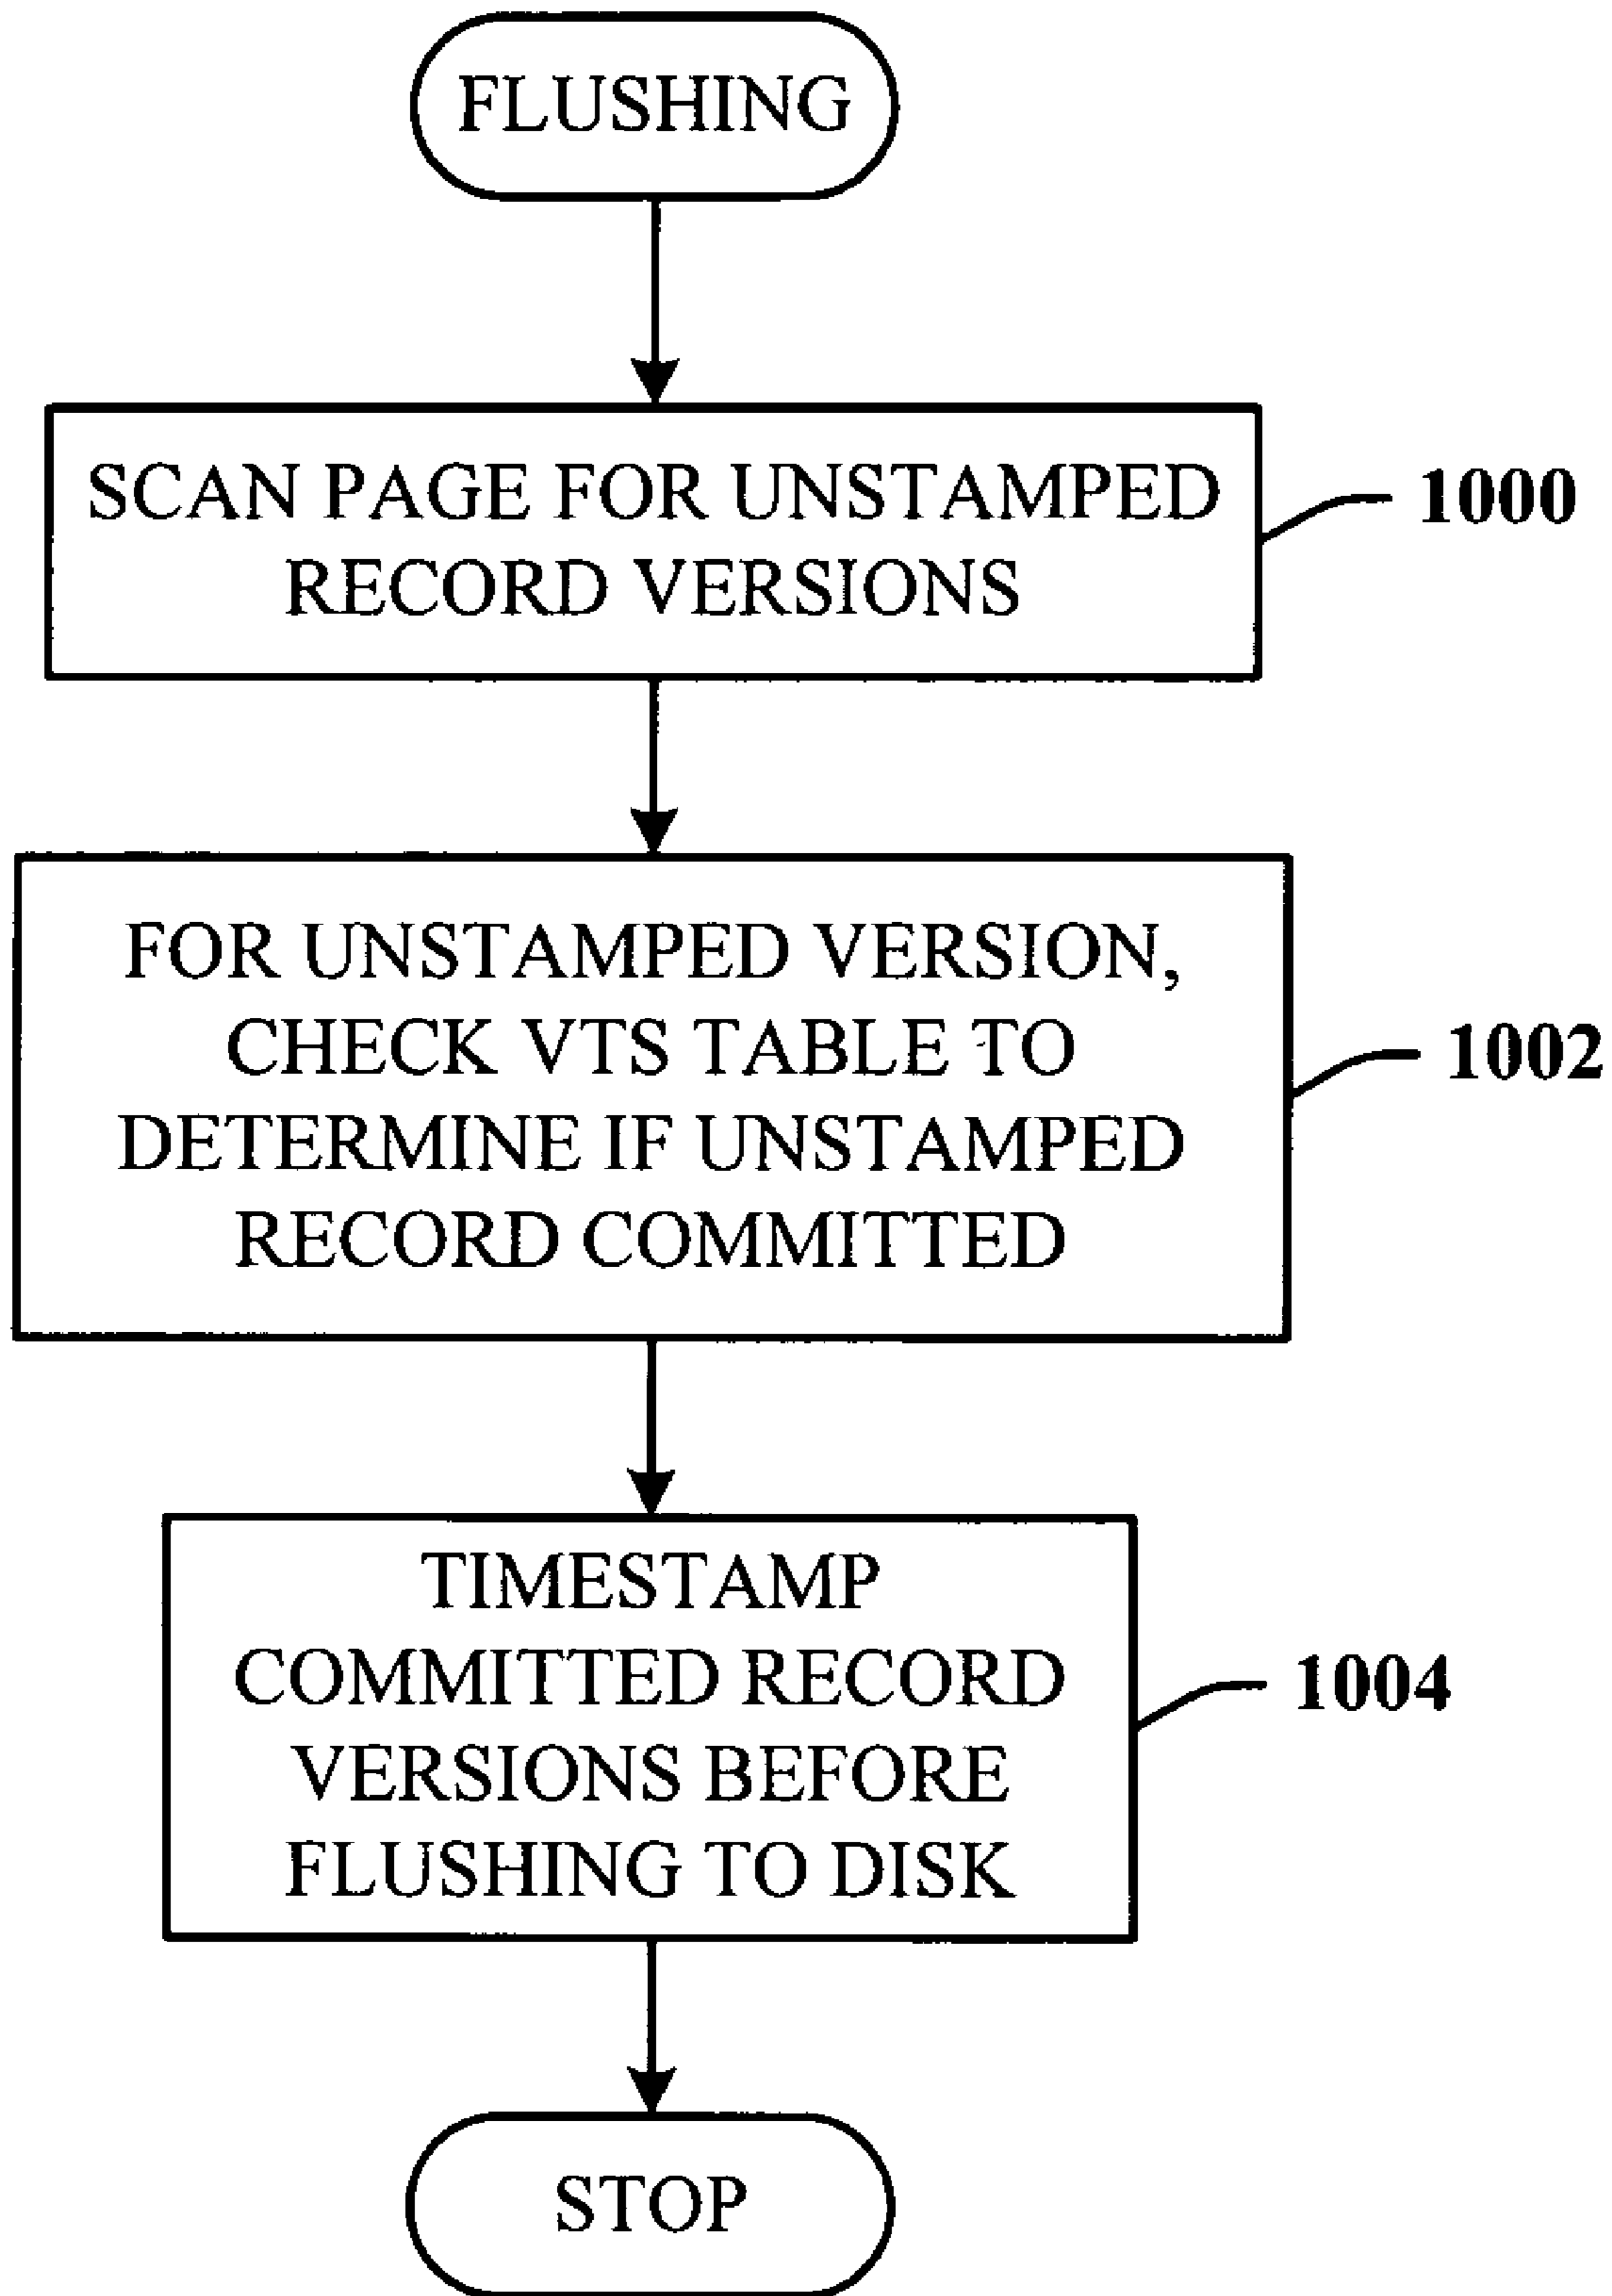 FLUSHING
SCAN PAGE FOR UNSTAMPED
RECORD VERSIONS
1000
FOR UNSTAMPED VERSION,
CHECK VTS TABLE TO
DETERMINE IF UNSTAMPED
RECORD COMMITTED
1002
TIMESTAMP
COMMITTED RECORD
VERSIONS BEFORE
FLUSHING TO DISK
1004
STOP